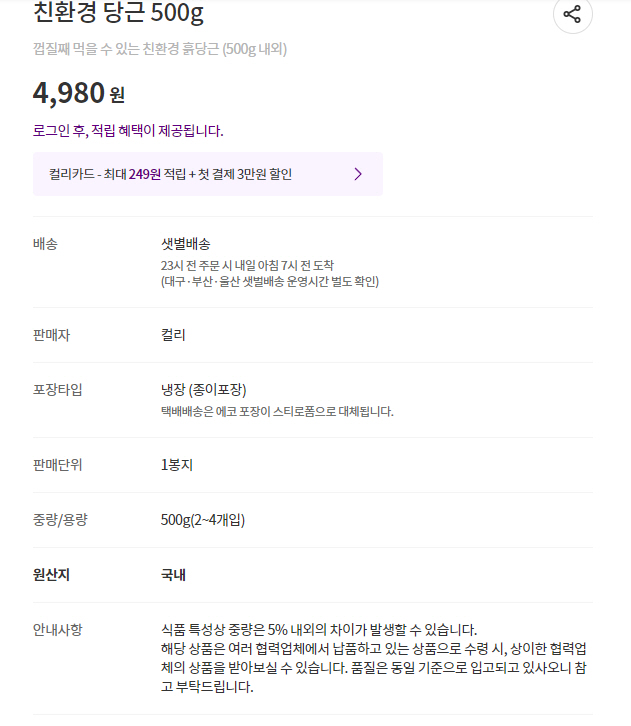 친환경 당근 500g
껍질째 먹을 수 있는 친환경 흙당근 (500g 내외)
4,980 원
로그인 후, 적립 혜택이 제공됩니다.
컬리카드 - 최대 249원 적립 + 첫 결제 3만원 할인
배송
샛별배송
23시 전 주문 시 내일 아침 7시 전 도착
(대구·부산·울산 샛별배송 운영시간 별도 확인)
판매자
컬리
포장타입
냉장 (종이포장)
택배배송은 에코 포장이 스티로폼으로 대체됩니다.
판매단위
1봉지
중량/용량
500g(2~4개입)
원산지
국내
안내사항
식품 특성상 중량은 5% 내외의 차이가 발생할 수 있습니다.
해당 상품은 여러 협력업체에서 납품하고 있는 상품으로 수령 시, 상이한 협력업
체의 상품을 받아보실 수 있습니다. 품질은 동일 기준으로 입고되고 있사오니 참
고 부탁드립니다.